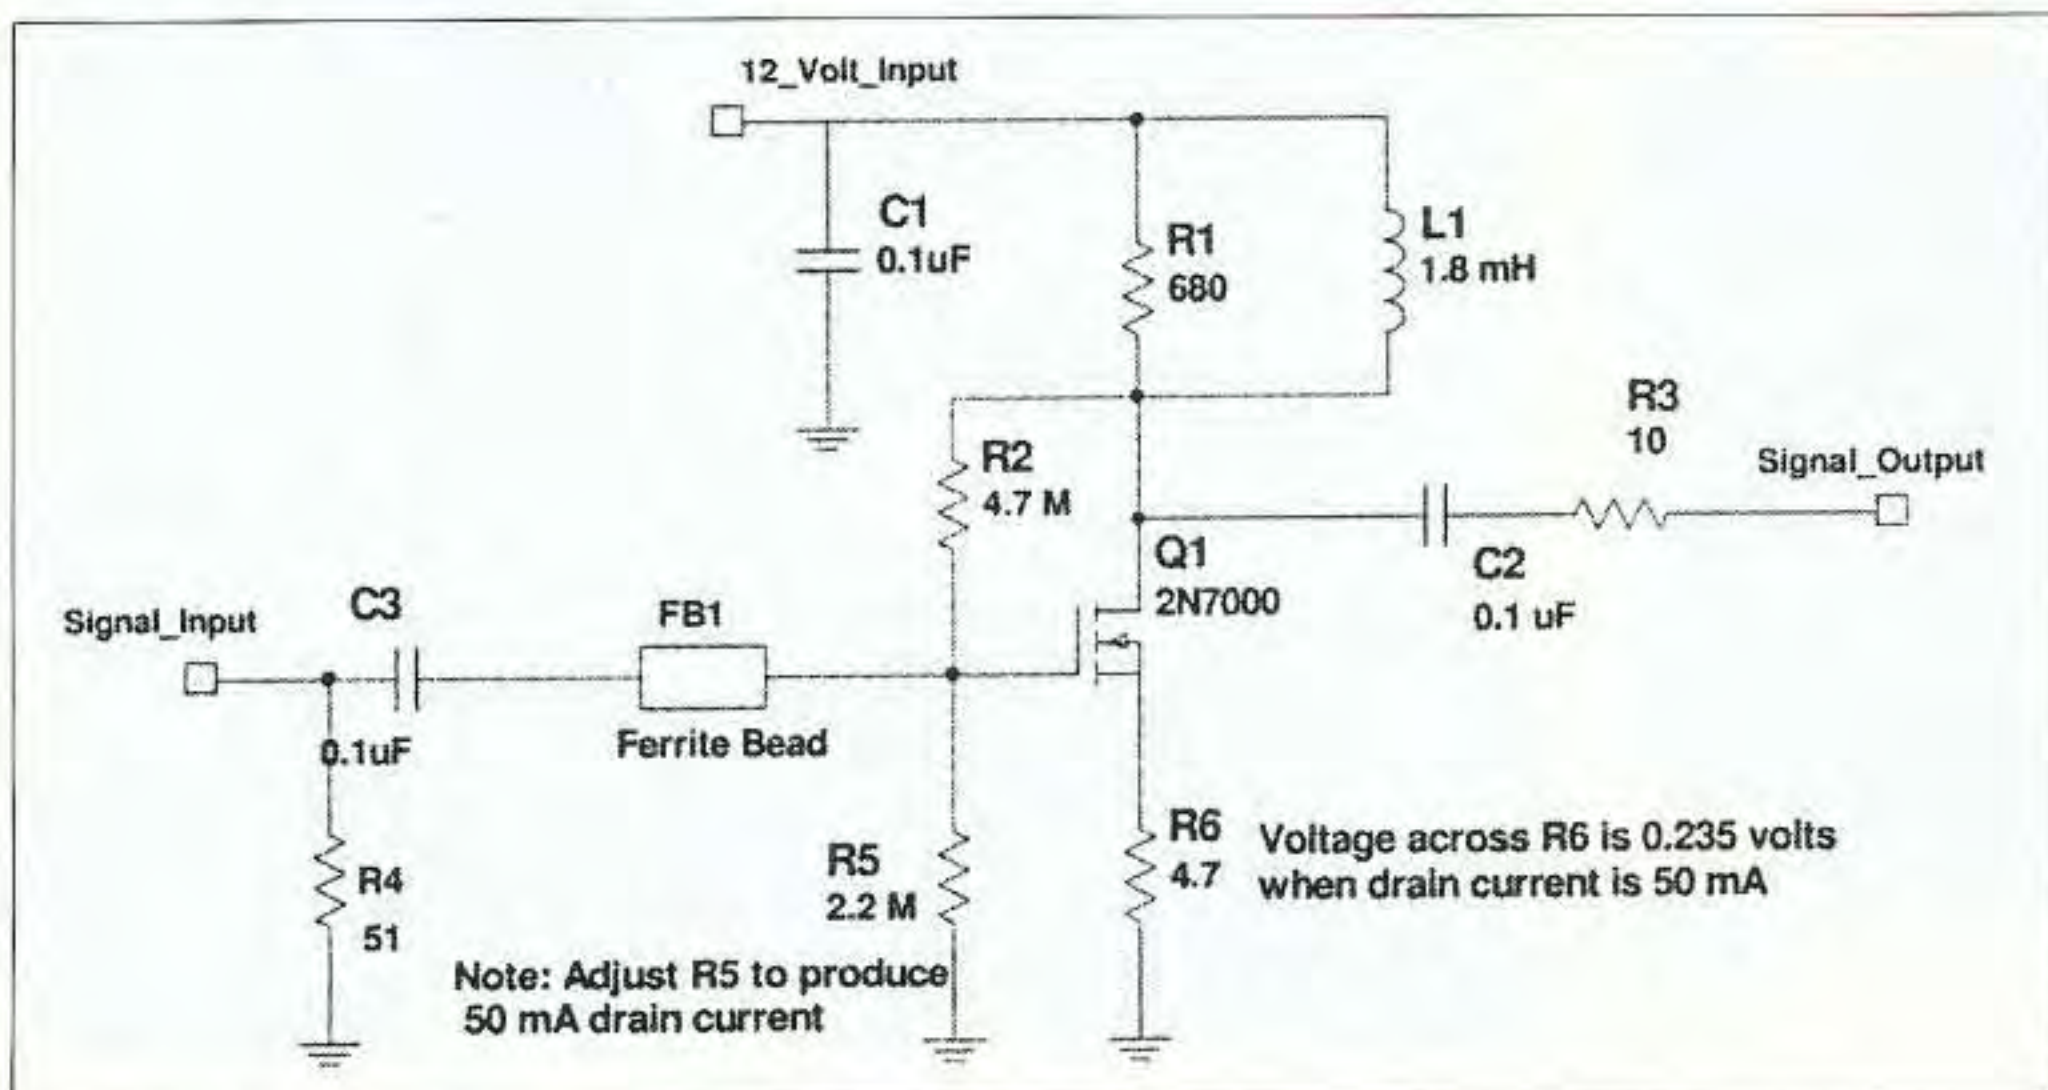 12_Volt_Input
C1
0.1uF
R1
680
L1
1.8 mH
R3
10
Signal_Output
R2
4.7 M
Q1
2N7000
C2
0.1 uF
Signal_Input
C3
0.1uF
FB1
Ferrite Bead
R4
51
R5
2.2 M
R6
4.7
Voltage across R6 is 0.235 volts
when drain current is 50 mA
Note: Adjust R5 to produce
50 mA drain current